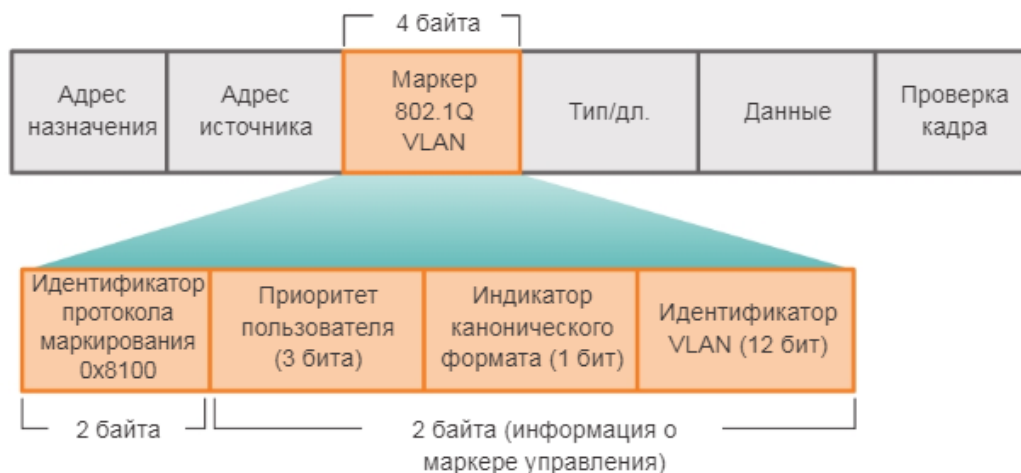 4 байта
Адрес
назначения
Адрес
источника
Маркер
802.1Q
VLAN
Тип/дл.
Данные
Проверка
кадра
Идентификатор
протокола
маркирования
0x8100
Приоритет
пользователя
(3 бита)
Индикатор
канонического
формата (1 бит)
Идентификатор
VLAN (12 бит)
2 байта
2 байта (информация о
маркере управления)